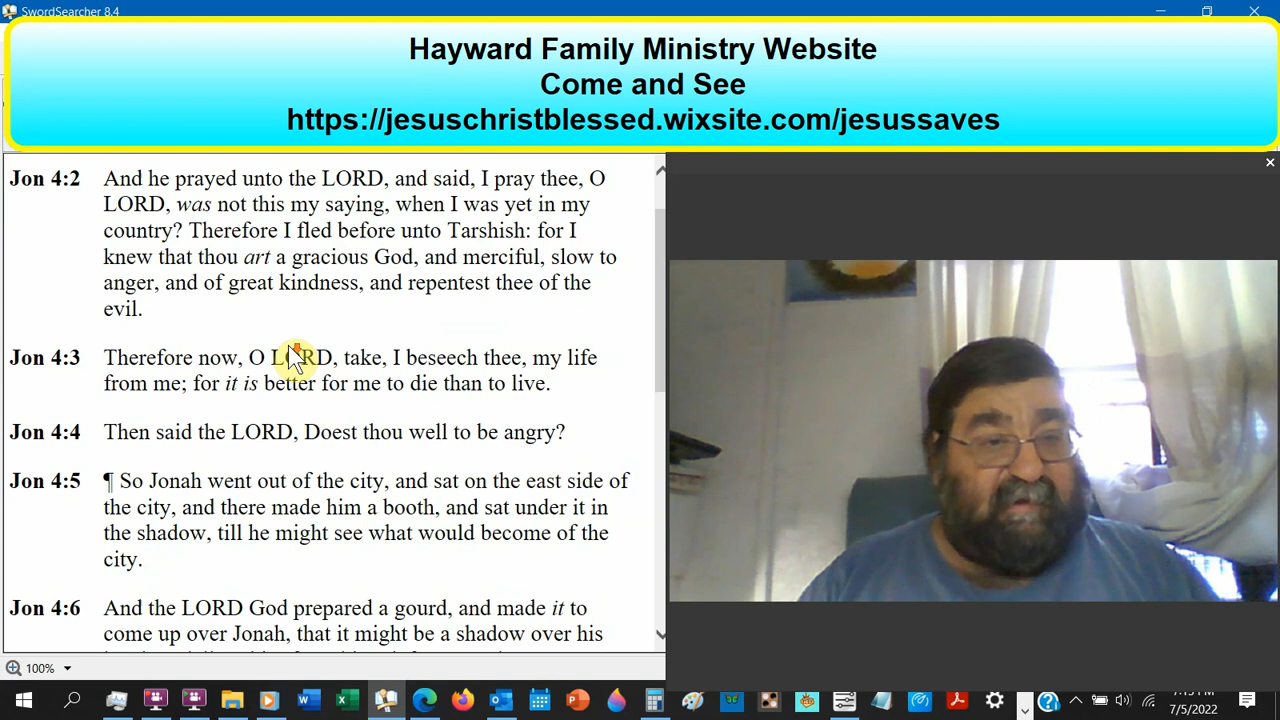 SwordSearcher 8.4
Hayward Family Ministry Website
Come and See
https://jesuschristblessed.wixsite.com/jesussaves
Jon 4:2 And he prayed unto the LORD, and said, I pray thee, O
LORD, was not this my saying, when I was yet in my
country? Therefore I fled before unto Tarshish: for I
knew that thou art a gracious God, and merciful, slow to
anger, and of great kindness, and repentest thee of the
evil.
Jon 4:3 Therefore now, O LORD, take, I beseech thee, my life
from me; for it is better for me to die than to live.
Jon 4:4 Then said the LORD, Doest thou well to be angry?
Jon 4:5 ¶ So Jonah went out of the city, and sat on the east side of
the city, and there made him a booth, and sat under it in
the shadow, till he might see what would become of the
city.
Jon 4:6 And the LORD God prepared a gourd, and made it to
come up over Jonah, that it might be a shadow over his
100%
7/5/2022